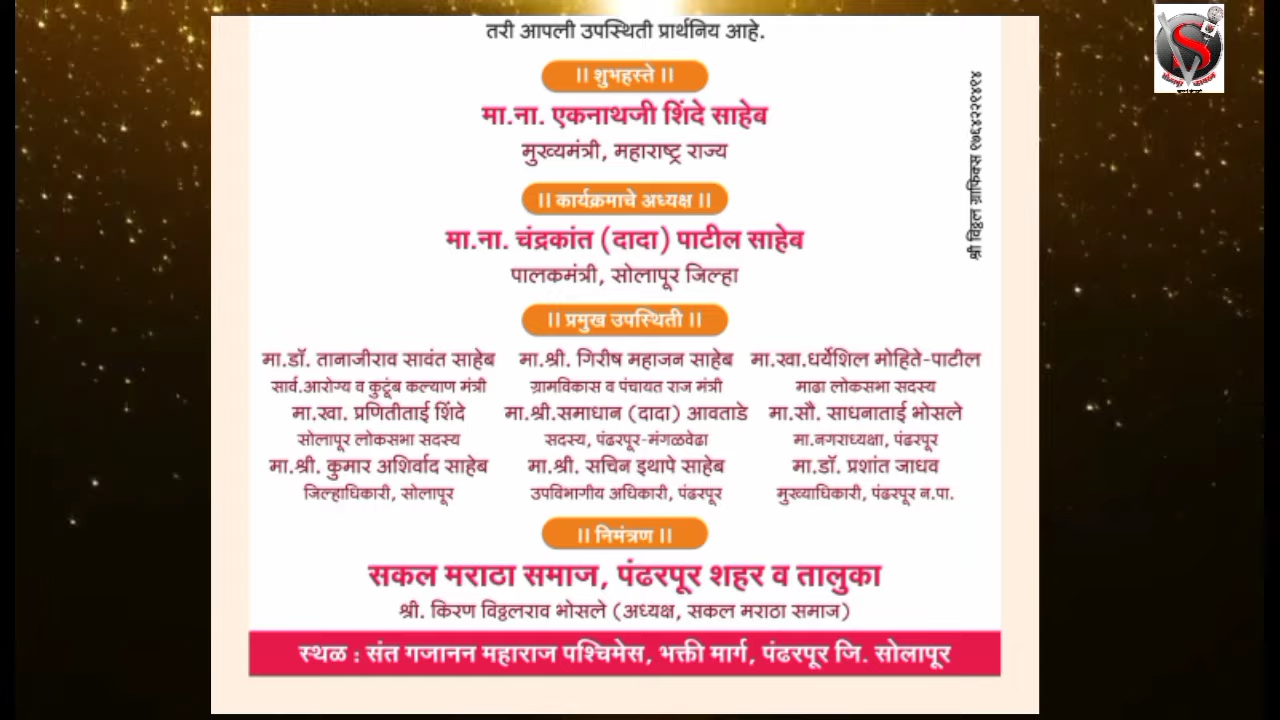 तरी आपली उपस्थिती प्रार्थनिय आहे.
।। शुभहस्ते ।।
मा.ना. एकनाथजी शिंदे साहेब
मुख्यमंत्री, महाराष्ट्र राज्य
।। कार्यक्रमाचे अध्यक्ष ।।
मा.ना. चंद्रकांत (दादा) पाटील साहेब
पालकमंत्री, सोलापूर जिल्हा
।। प्रमुख उपस्थिती ।।
मा.डॉ. तानाजीराव सावंत साहेब मा.श्री. गिरीष महाजन साहेब मा.खा.धर्येशिल मोहिते-पाटील
सार्व.आरोग्य व कुटूंब कल्याण मंत्री ग्रामविकास व पंचायत राज मंत्री माढा लोकसभा सदस्य
मा.खा. प्रणितीताई शिंदे मा.श्री.समाधान (दादा) आवताडे मा.सौ. साधनाताई भोसले
सोलापूर लोकसभा सदस्य सदस्य, पंढरपूर-मंगळवेढा मा.नगराध्यक्षा, पंढरपूर
मा.श्री. कुमार अशिर्वाद साहेब मा.श्री. सचिन इथापे साहेब मा.डॉ. प्रशांत जाधव
जिल्हाधिकारी, सोलापूर उपविभागीय अधिकारी, पंढरपूर मुख्याधिकारी, पंढरपूर न.पा.
।। निमंत्रण ।।
सकल मराठा समाज, पंढरपूर शहर व तालुका
श्री. किरण विठ्ठलराव भोसले (अध्यक्ष, सकल मराठा समाज)
स्थळ : संत गजानन महाराज पश्चिमेस, भक्ती मार्ग, पंढरपूर जि. सोलापूर
श्री विठ्ठल ग्राफिक्स
S